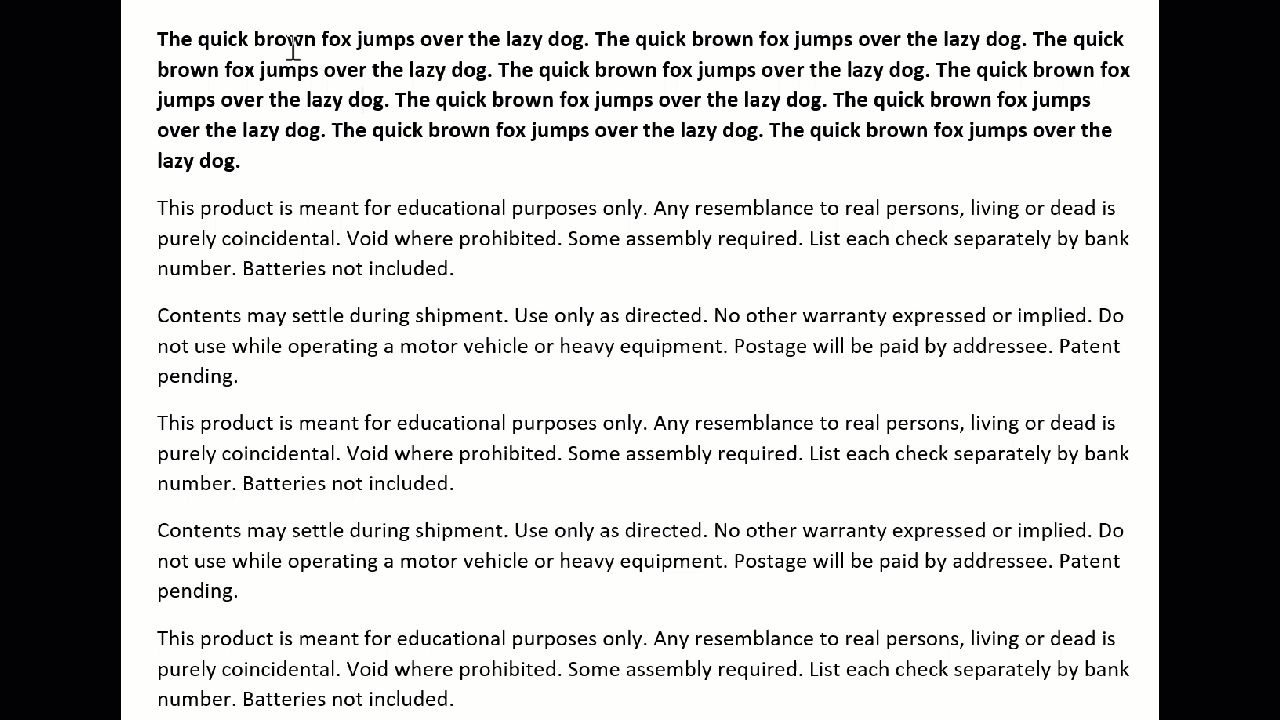 The quick brown fox jumps over the lazy dog. The quick brown fox jumps over the lazy dog. The quick
brown fox jumps over the lazy dog. The quick brown fox jumps over the lazy dog. The quick brown fox
jumps over the lazy dog. The quick brown fox jumps over the lazy dog. The quick brown fox jumps
over the lazy dog. The quick brown fox jumps over the lazy dog. The quick brown fox jumps over the
lazy dog.
This product is meant for educational purposes only. Any resemblance to real persons, living or dead is
purely coincidental. Void where prohibited. Some assembly required. List each check separately by bank
number. Batteries not included.
Contents may settle during shipment. Use only as directed. No other warranty expressed or implied. Do
not use while operating a motor vehicle or heavy equipment. Postage will be paid by addressee. Patent
pending.
This product is meant for educational purposes only. Any resemblance to real persons, living or dead is
purely coincidental. Void where prohibited. Some assembly required. List each check separately by bank
number. Batteries not included.
Contents may settle during shipment. Use only as directed. No other warranty expressed or implied. Do
not use while operating a motor vehicle or heavy equipment. Postage will be paid by addressee. Patent
pending.
This product is meant for educational purposes only. Any resemblance to real persons, living or dead is
purely coincidental. Void where prohibited. Some assembly required. List each check separately by bank
number. Batteries not included.